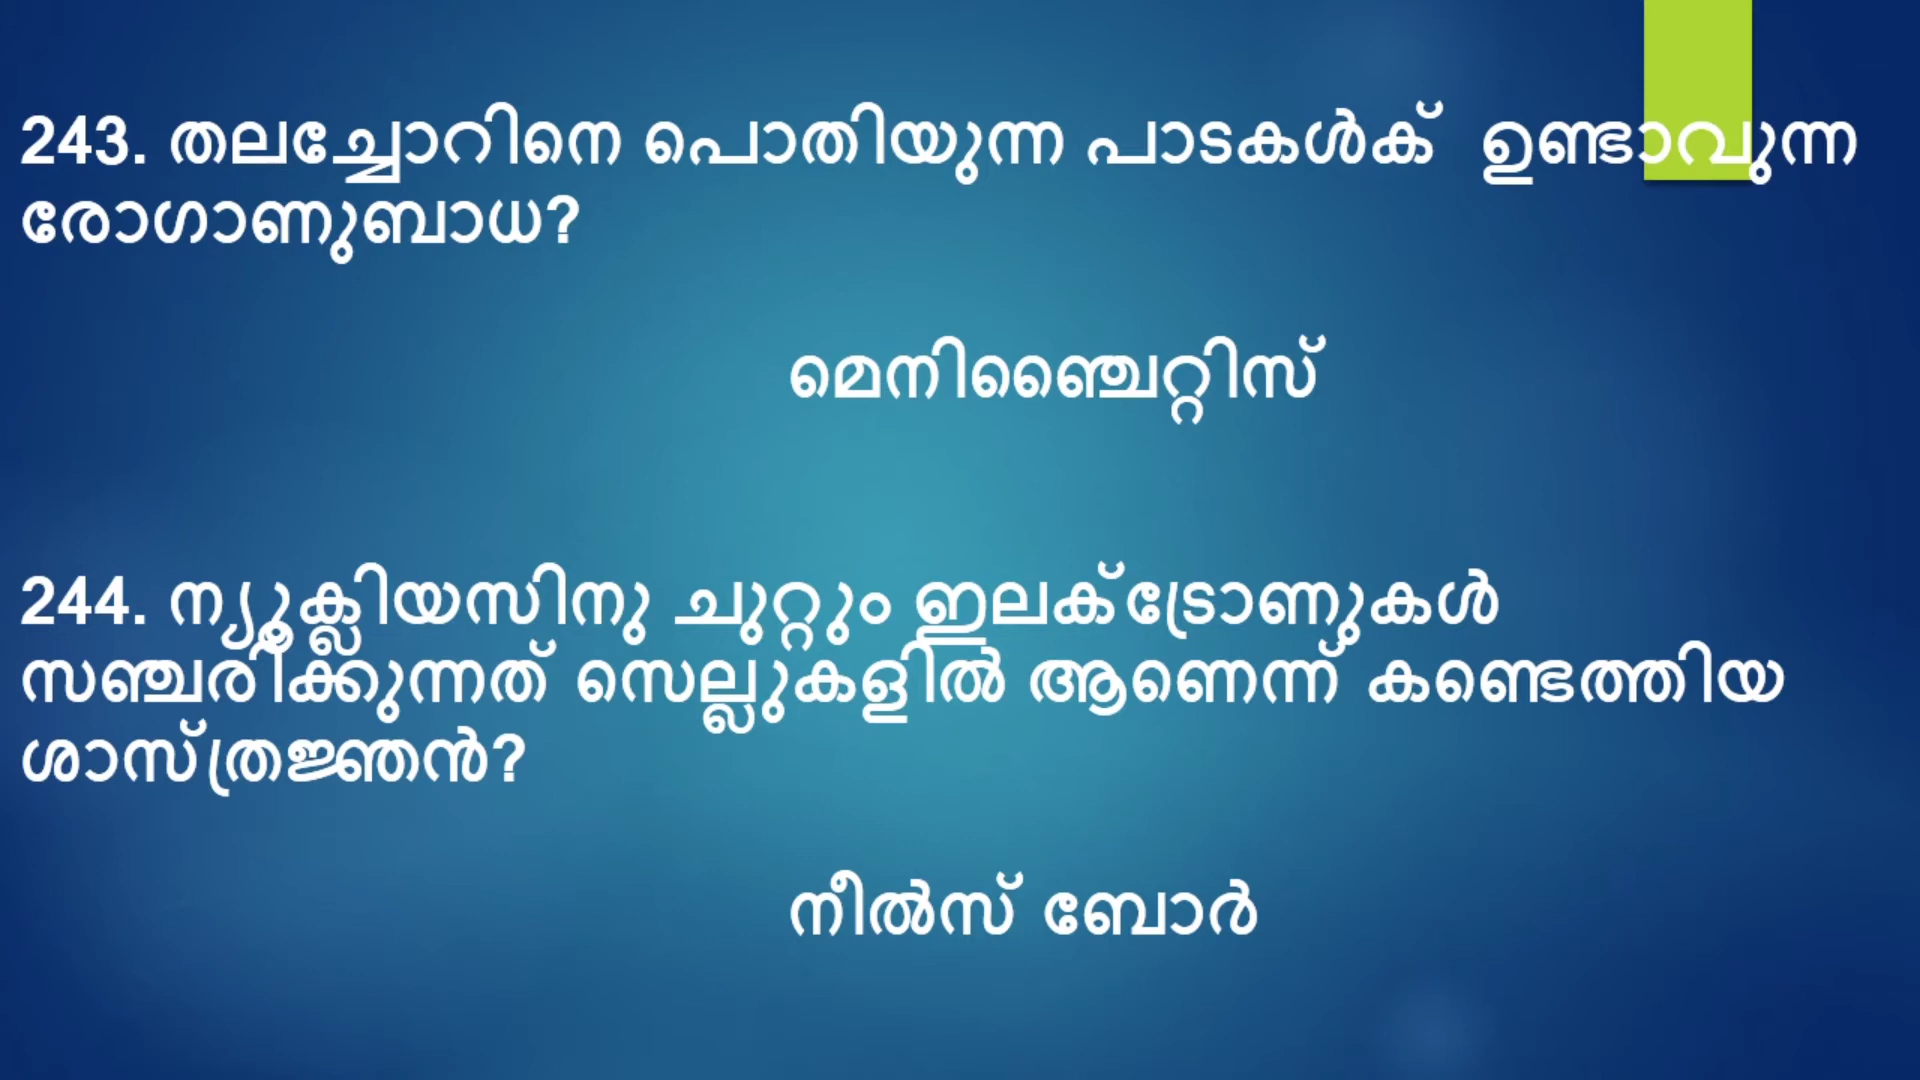 243. തലച്ചോറിനെ പൊതിയുന്ന പാടകൾക് ഉണ്ടാവുന്ന
രോഗാണുബാധ?
മെനിഞ്ചൈറ്റിസ്
244. ന്യൂക്ലിയസിനു ചുറ്റും ഇലക്ട്രോണുകൾ
സഞ്ചരിക്കുന്നത് സെല്ലുകളിൽ ആണെന്ന് കണ്ടെത്തിയ
ശാസ്ത്രജ്ഞൻ?
നീൽസ് ബോർ